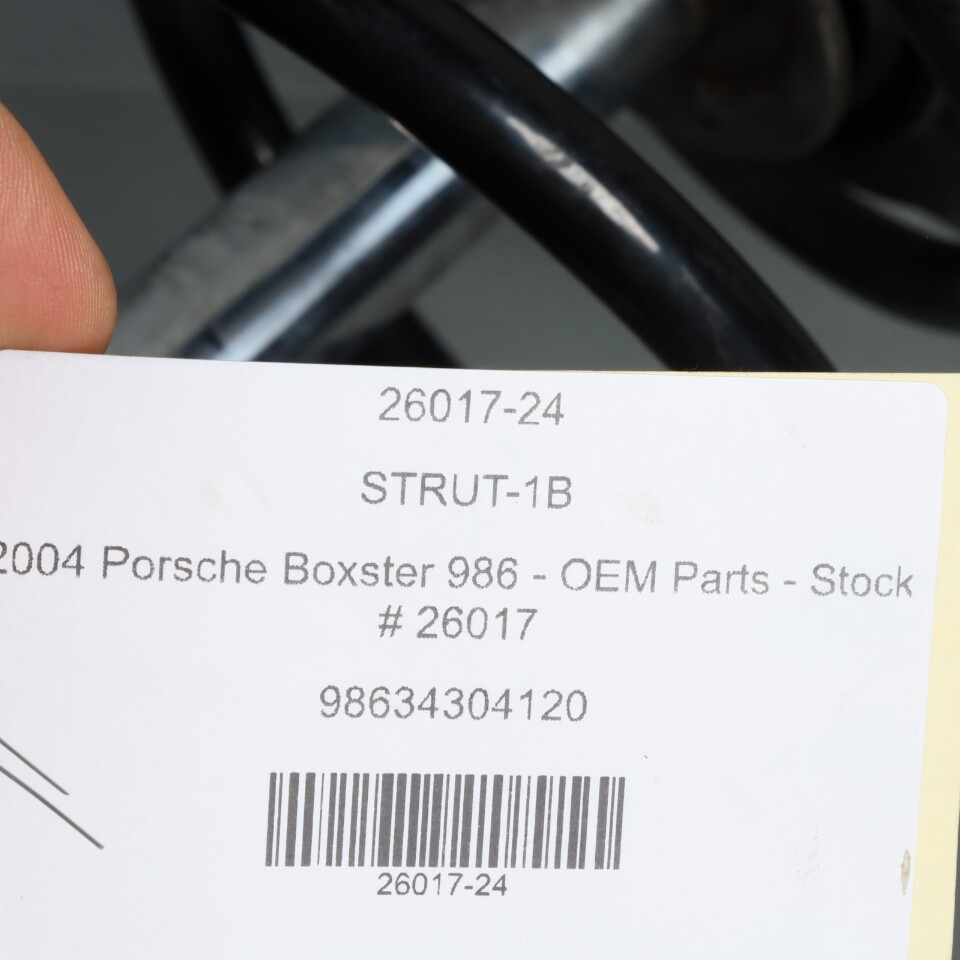 26017-24
STRUT-1B
2004 Porsche Boxster 986 - OEM Parts - Stock
# 26017
98634304120
26017-24